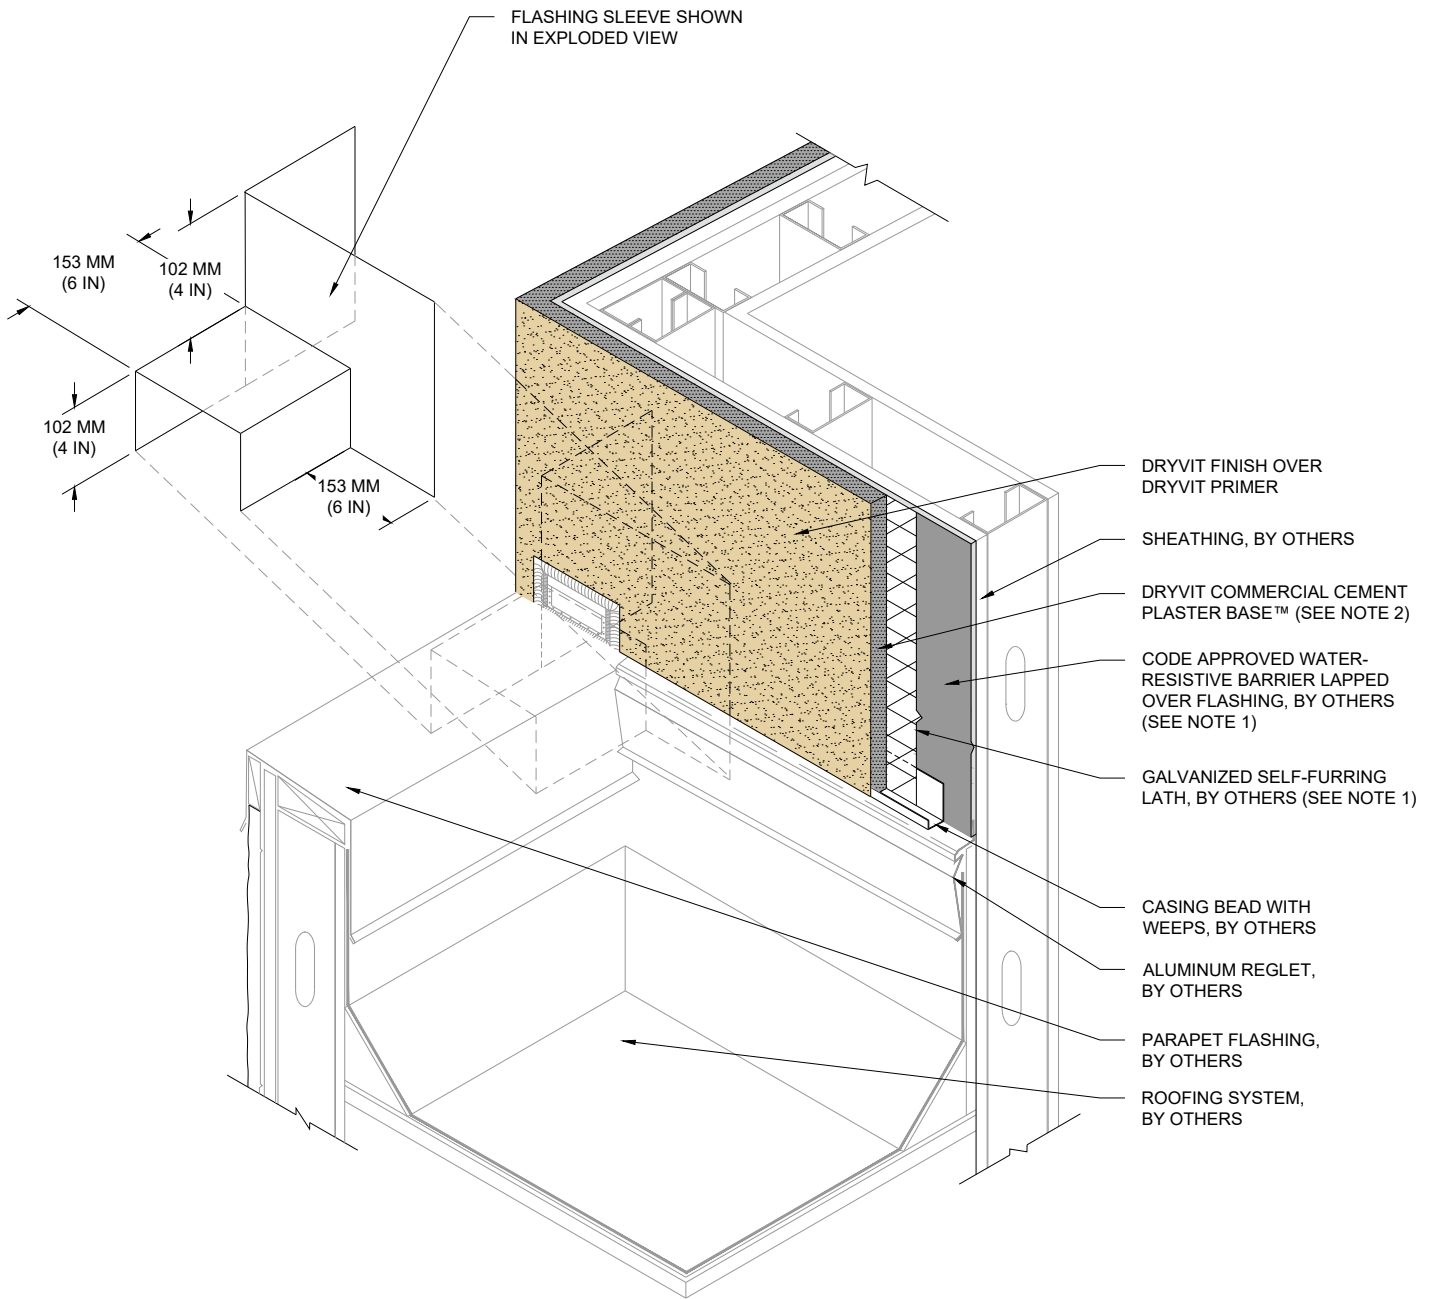 FLASHING SLEEVE SHOWN
IN EXPLODED VIEW
153 MM
(6 IN)
102 MM
(4 IN)
102 MM
(4 IN)
153 MM
(6 IN)
DRYVIT FINISH OVER
DRYVIT PRIMER
SHEATHING, BY OTHERS
DRYVIT COMMERCIAL CEMENT
PLASTER BASE™ (SEE NOTE 2)
CODE APPROVED WATER-
RESISTIVE BARRIER LAPPED
OVER FLASHING, BY OTHERS
(SEE NOTE 1)
GALVANIZED SELF-FURRING
LATH, BY OTHERS (SEE NOTE 1)
CASING BEAD WITH
WEEPS, BY OTHERS
ALUMINUM REGLET,
BY OTHERS
PARAPET FLASHING,
BY OTHERS
ROOFING SYSTEM,
BY OTHERS